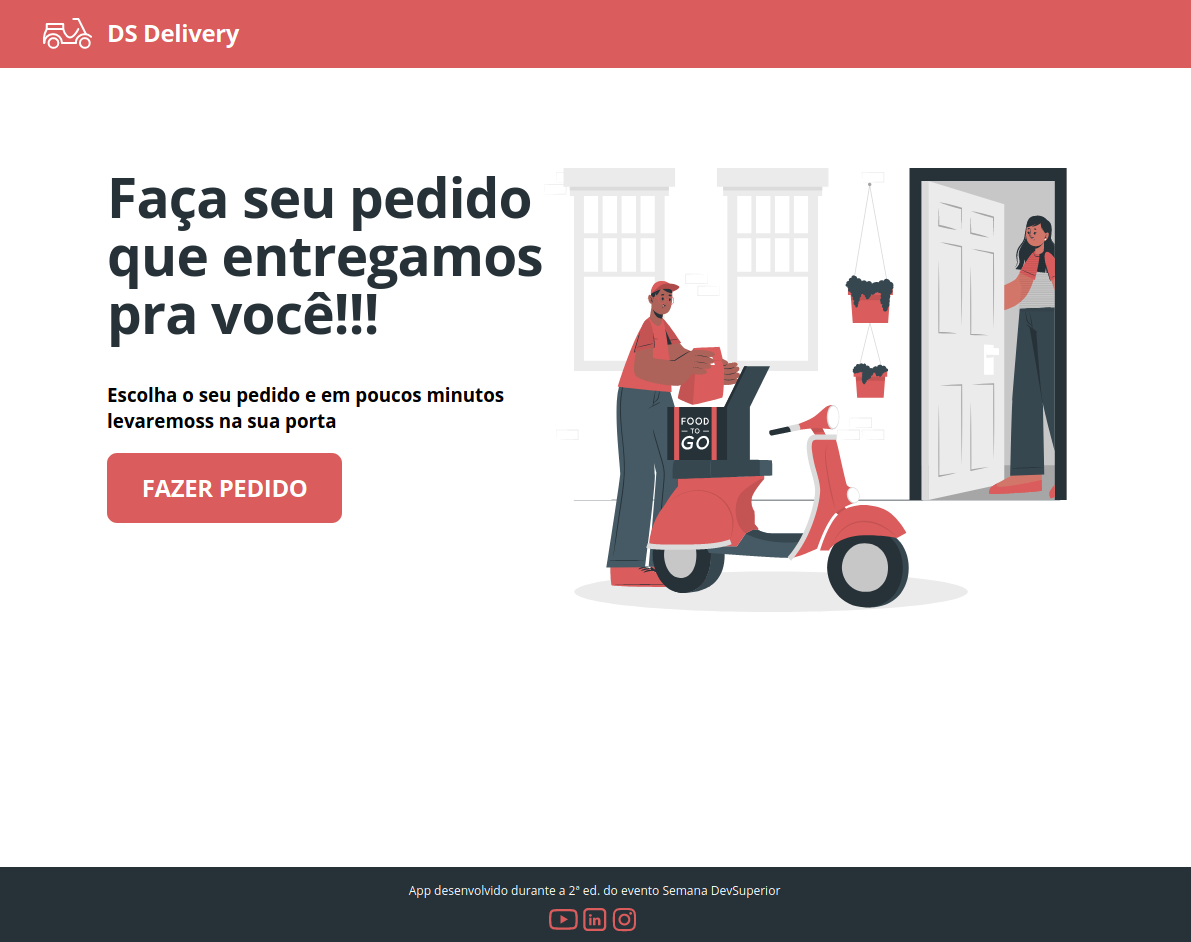 DS Delivery
Faça seu pedido
que entregamos
pra você!!!
Escolha o seu pedido e em poucos minutos
levaremoss na sua porta
FAZER PEDIDO
FOOD
TO
GO
App desenvolvido durante a 2ª ed. do evento Semana DevSuperior
in